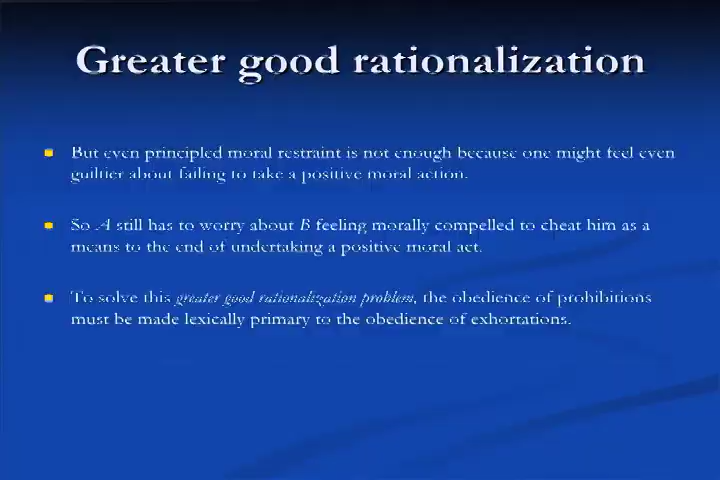 Greater good rationalization
But even principled moral restraint is not enough because one might feel even
guiltier about failing to take a positive moral action.
So A still has to worry about B feeling morally compelled to cheat him as a
means to the end of undertaking a positive moral act.
To solve this greater good rationalization problem, the obedience of prohibitions
must be made lexically primary to the obedience of exhortations.